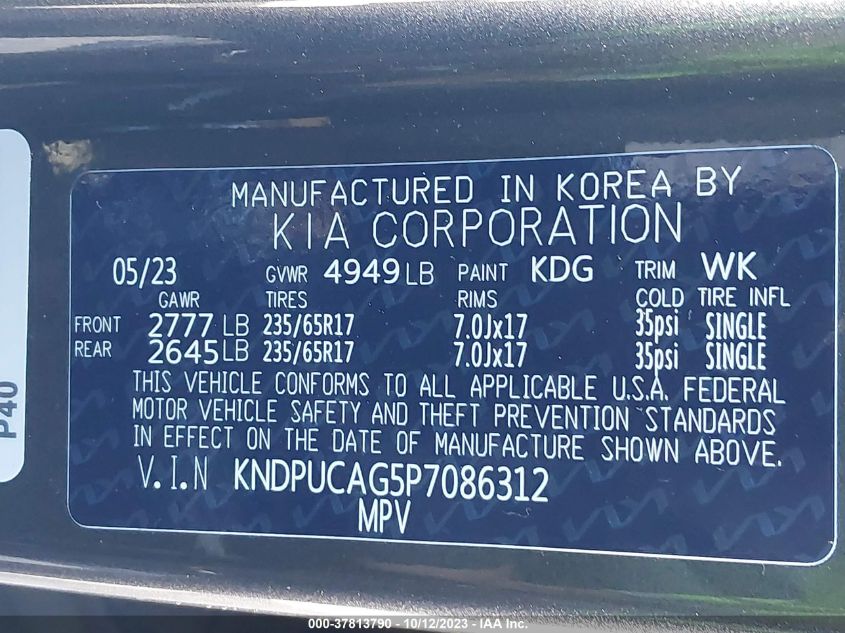 MANUFACTURED IN KOREA BY
KIA CORPORATION
05/23 GVWR 4949 LB PAINT KDG TRIM WK
GAWR TIRES RIMS COLD TIRE INFL
FRONT 2777 LB 235/65R17 7.0Jx17 35psi SINGLE
REAR 2645 LB 235/65R17 7.0Jx17 35psi SINGLE
THIS VEHICLE CONFORMS TO ALL APPLICABLE U.S.A. FEDERAL
MOTOR VEHICLE SAFETY AND THEFT PREVENTION STANDARDS
IN EFFECT ON THE DATE OF MANUFACTURE SHOWN ABOVE.
V.I.N KNDPUCAG5P7086312
MPV
P40
000-37813790 - 10/12/2023 - IAA Inc.